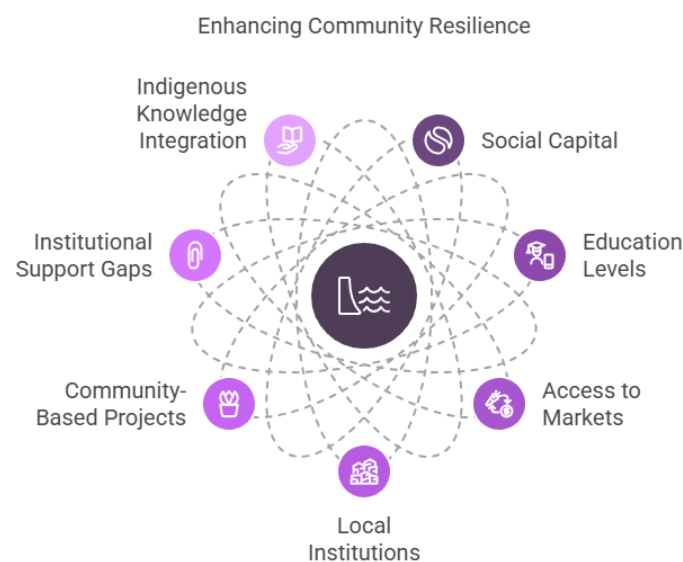 Enhancing Community Resilience
Indigenous
Knowledge
Integration
Social Capital
Institutional
Support Gaps
Education
Levels
Community-
Based Projects
Access to
Markets
Local
Institutions